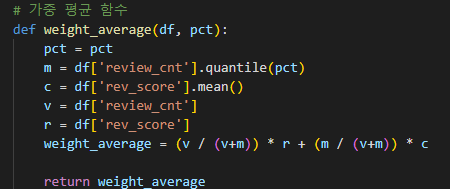 # 가중 평균 함수
def weight_average(df, pct):
    pct = pct
    m = df['review_cnt'].quantile(pct)
    c = df['rev_score'].mean()
    v = df['review_cnt']
    r = df['rev_score']
    weight_average = (v / (v+m)) * r + (m / (v+m)) * c
    return weight_average